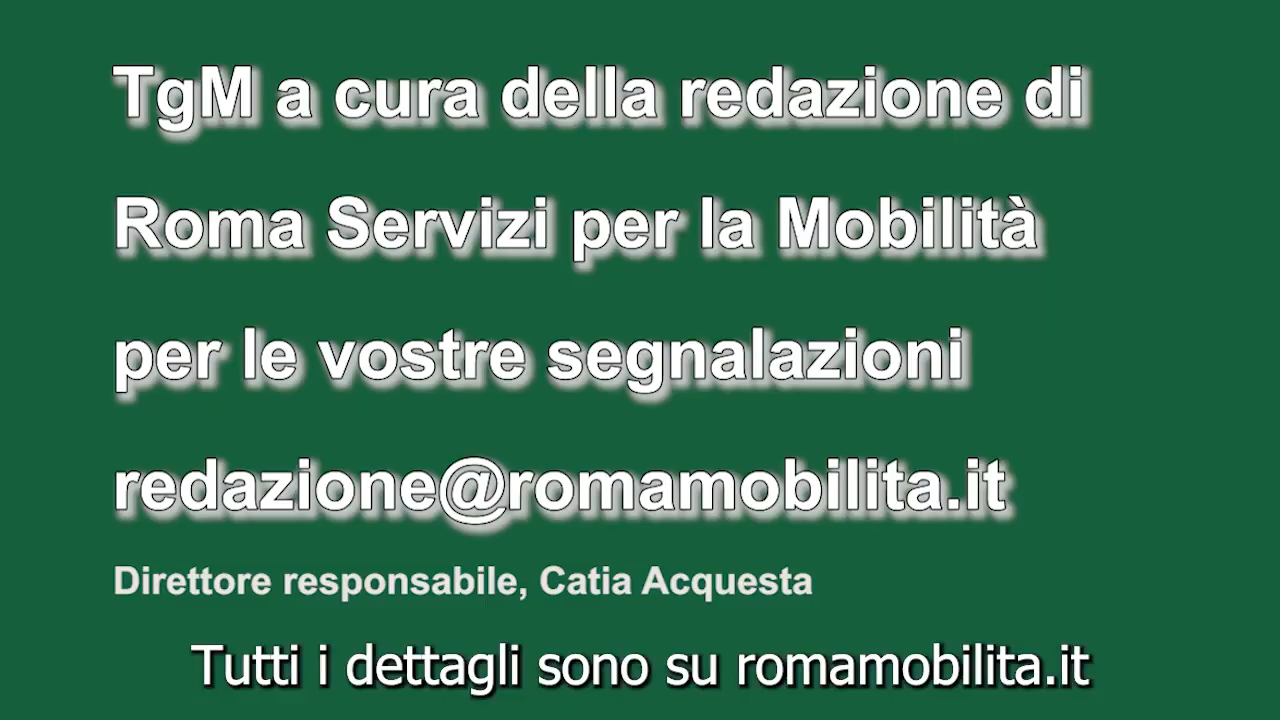 TgM a cura della redazione di
Roma Servizi per la Mobilità
per le vostre segnalazioni
redazione@romamobilita.it
Direttore responsabile, Catia Acquesta
Tutti i dettagli sono su romamobilita.it